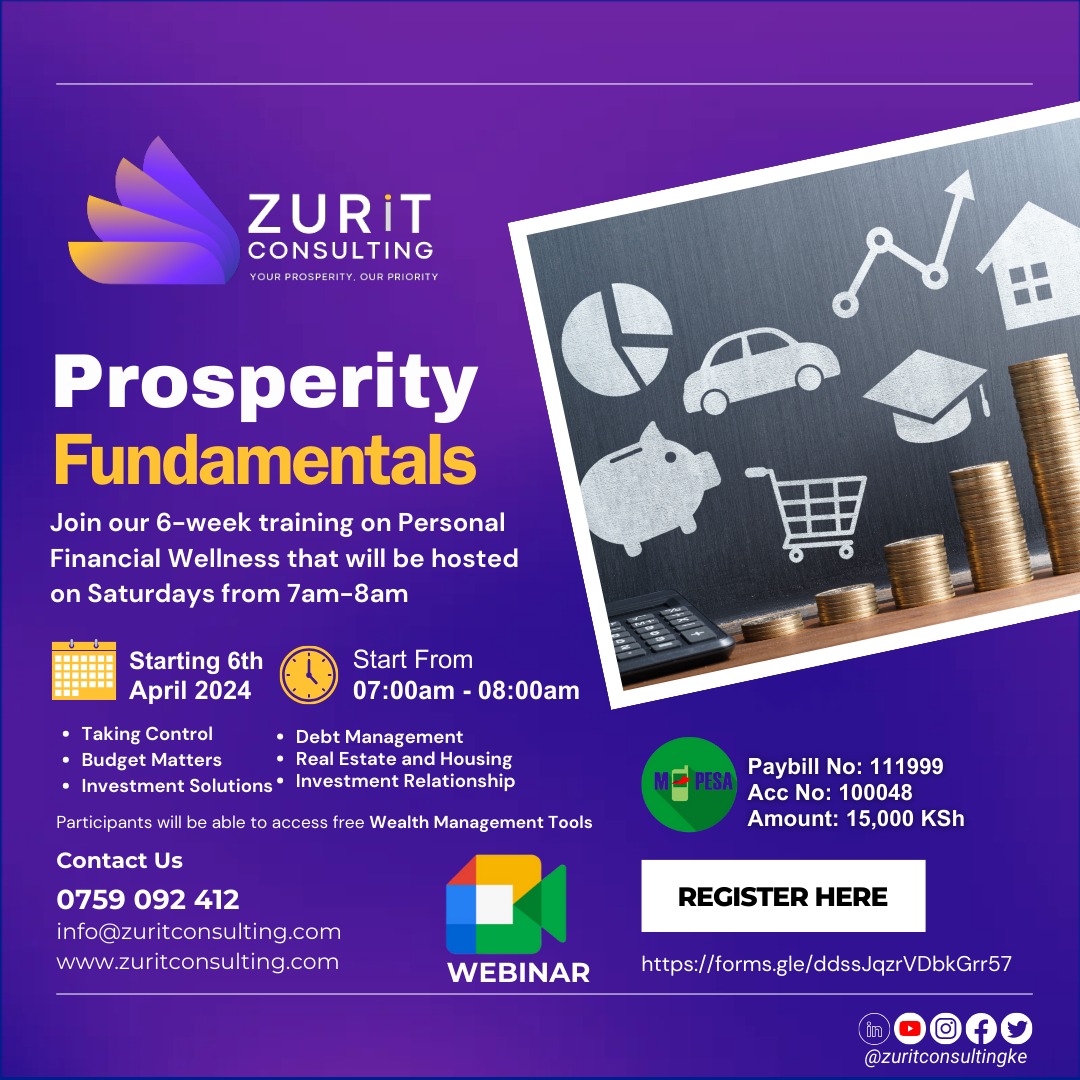 ZURiT
CONSULTING
YOUR PROSPERITY, OUR PRIORITY
Prosperity
Fundamentals
Join our 6-week training on Personal
Financial Wellness that will be hosted
on Saturdays from 7am-8am
Starting 6th
April 2024
Start From
07:00am - 08:00am
• Taking Control
• Budget Matters
• Investment Solutions
• Debt Management
• Real Estate and Housing
• Investment Relationship
Participants will be able to access free Wealth Management Tools
M PESA
Paybill No: 111999
Acc No: 100048
Amount: 15,000 KSh
Contact Us
0759 092 412
info@zuritconsulting.com
www.zuritconsulting.com
WEBINAR
REGISTER HERE
https://forms.gle/ddssJqzrVDbkGrr57
in
@zuritconsultingke